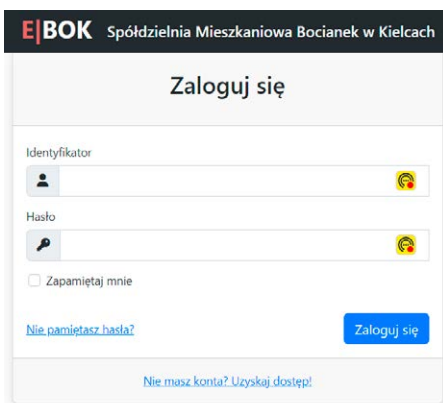 E|BOK Spółdzielnia Mieszkaniowa Bocianek w Kielcach
Zaloguj się
Identyfikator
Hasło
Zapamiętaj mnie
Nie pamiętasz hasła? Zaloguj się
Nie masz konta? Uzyskaj dostęp!